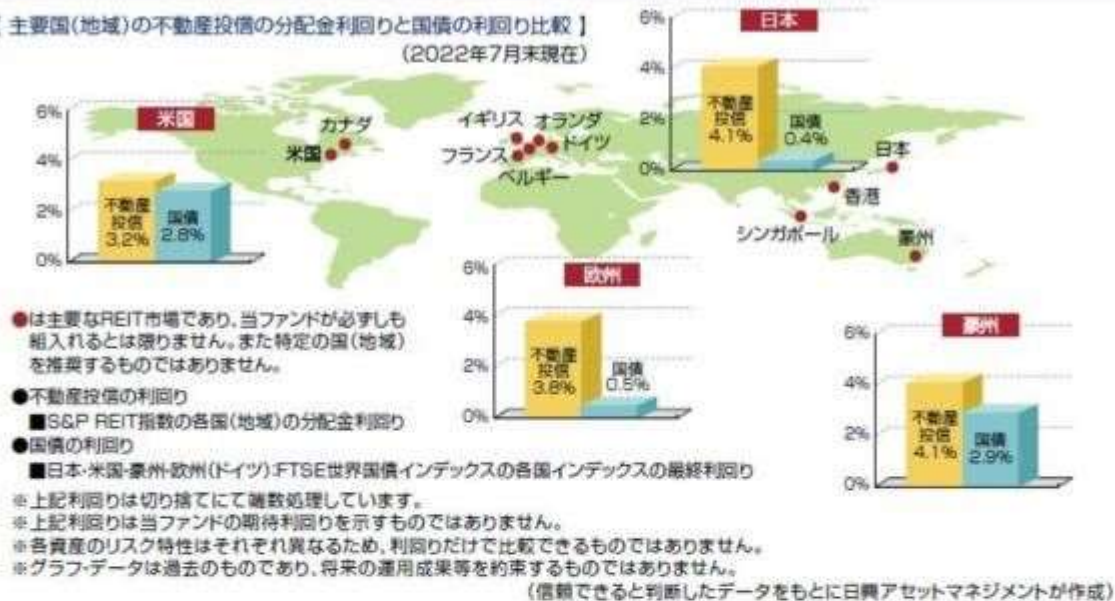 【 主要国(地域)の不動産投信の分配金利回りと国債の利回り比較 】
(2022年7月末現在)
米国
6%
4%
2%
0%
不動産
投信
3.2%
国債
2.8%
カナダ
米国
イギリス
オランダ
フランス
ドイツ
ベルギー
日本
6%
4%
2%
0%
不動産
投信
4.1%
国債
0.4%
日本
香港
シンガポール
豪州
欧州
6%
4%
2%
0%
不動産
投信
3.8%
国債
0.5%
豪州
6%
4%
2%
0%
不動産
投信
4.1%
国債
2.9%
●は主要なREIT市場であり、当ファンドが必ずしも
組入れるとは限りません。また特定の国(地域)
を推奨するものではありません。
●不動産投信の利回り
■S&P REIT指数の各国(地域)の分配金利回り
●国債の利回り
■日本・米国・豪州・欧州(ドイツ):FTSE世界国債インデックスの各国インデックスの最終利回り
※上記利回りは切り捨てにて端数処理しています。
※上記利回りは当ファンドの期待利回りを示すものではありません。
※各資産のリスク特性はそれぞれ異なるため、利回りだけで比較できるものではありません。
※グラフ・データは過去のものであり、将来の運用成果等を約束するものではありません。
(信頼できると判断したデータをもとに日興アセットマネジメントが作成)